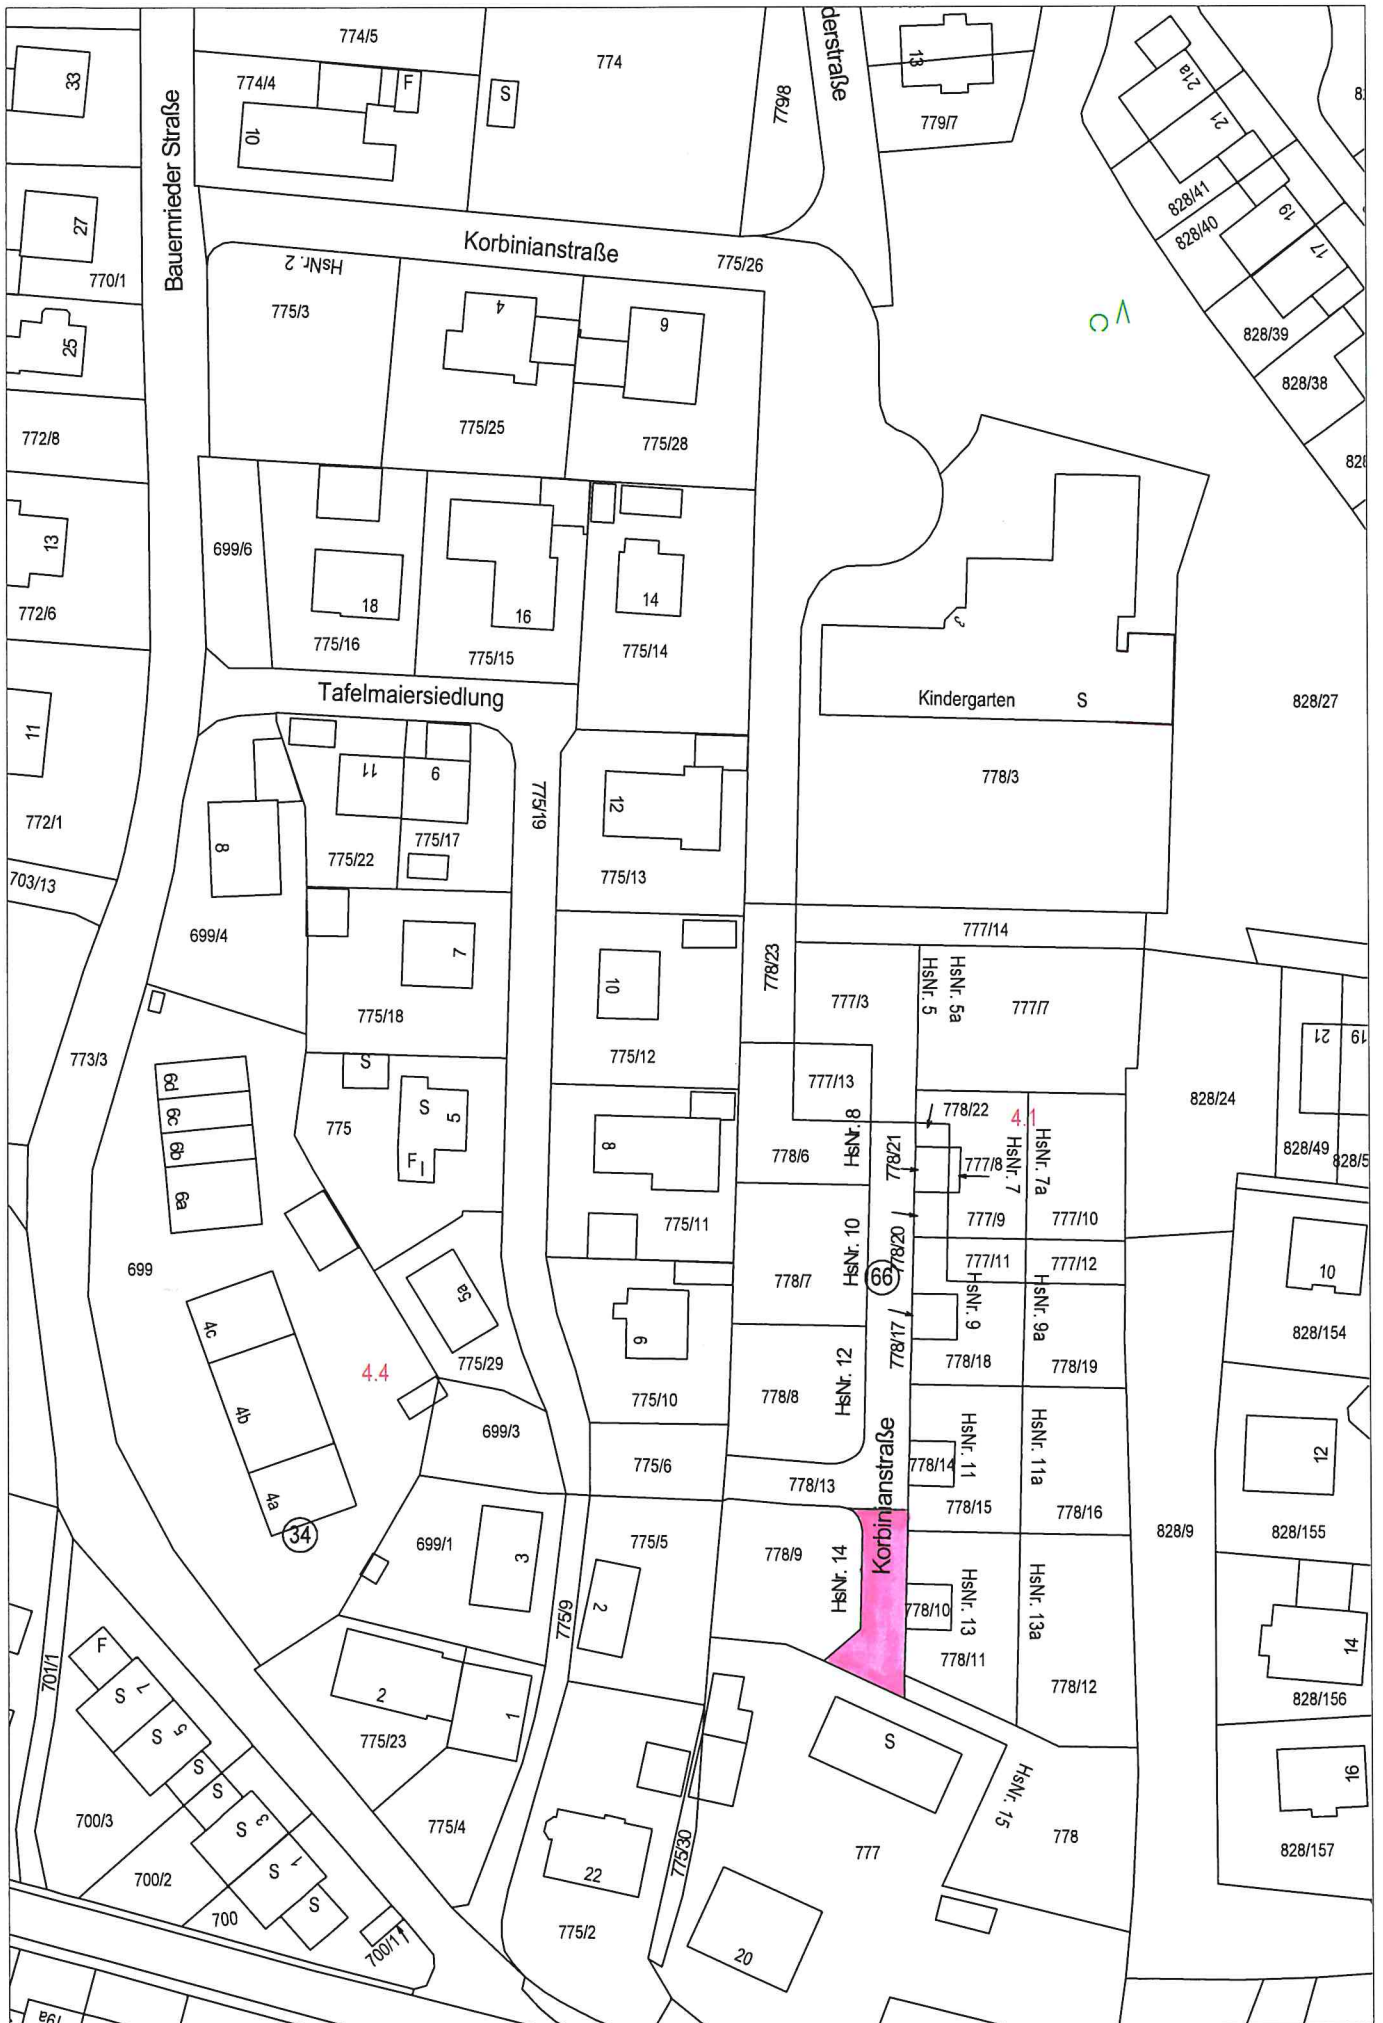 774/5
774
33
774/4
F
S
10
Bauernrieder Straße
779/8
derstraße
13
779/7
21a
21
828/41
828/40
19
17
828/39
828/38
27
770/1
25
Korbinianstraße
775/26
HsNr. 2
775/3
4
6
775/25
775/28
772/8
13
772/6
699/6
18
16
14
775/16
775/15
775/14
Tafelmaiersiedlung
Kindergarten
S
828/27
11
11
9
775/19
12
778/3
772/1
8
775/22
775/17
775/13
703/13
699/4
777/14
7
10
778/23
777/3
HsNr. 5
HsNr. 5a
777/7
775/18
775/12
773/3
21
19
S
6d
6c
6b
6a
775
S
5
F
I
8
777/13
778/22
4.1
828/24
778/6
HsNr. 8
778/21
777/8
HsNr. 7
HsNr. 7a
828/49
775/11
777/9
777/10
699
5a
778/7
HsNr. 10
66
778/20
777/11
777/12
10
4c
6
778/17
HsNr. 9
HsNr. 9a
828/154
4.4
775/29
778/18
778/19
4b
775/10
778/8
HsNr. 12
699/3
Korbinianstraße
HsNr. 11
HsNr. 11a
12
775/6
778/13
778/14
4a
34
778/15
778/16
828/9
828/155
699/1
3
775/5
778/9
HsNr. 14
2
775/9
778/10
HsNr. 13
HsNr. 13a
14
F
701/1
7
S
5
S
2
1
778/11
778/12
828/156
775/23
S
S
S
HsNr. 15
16
700/3
3
S
775/4
775/30
777
778
828/157
1
S
700/2
S
22
700
700/1
775/2
20
19a